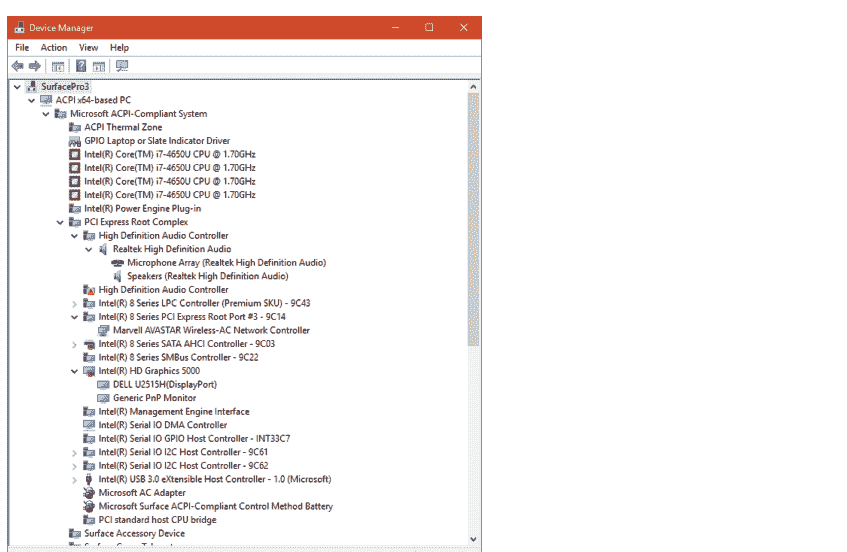 Device Manager
File Action View Help
SurfacePro3
ACPI x64-based PC
Microsoft ACPI-Compliant System
ACPI Thermal Zone
GPIO Laptop or Slate Indicator Driver
Intel(R) Core(TM) i7-4650U CPU @ 1.70GHz
Intel(R) Core(TM) i7-4650U CPU @ 1.70GHz
Intel(R) Core(TM) i7-4650U CPU @ 1.70GHz
Intel(R) Core(TM) i7-4650U CPU @ 1.70GHz
Intel(R) Power Engine Plug-in
PCI Express Root Complex
High Definition Audio Controller
Realtek High Definition Audio
Microphone Array (Realtek High Definition Audio)
Speakers (Realtek High Definition Audio)
High Definition Audio Controller
Intel(R) 8 Series LPC Controller (Premium SKU) - 9C43
Intel(R) 8 Series PCI Express Root Port #3 - 9C14
Marvell AVASTAR Wireless-AC Network Controller
Intel(R) 8 Series SATA AHCI Controller - 9C03
Intel(R) 8 Series SMBus Controller - 9C22
Intel(R) HD Graphics 5000
DELL U2515H(DisplayPort)
Generic PnP Monitor
Intel(R) Management Engine Interface
Intel(R) Serial IO DMA Controller
Intel(R) Serial IO GPIO Host Controller - INT33C7
Intel(R) Serial IO I2C Host Controller - 9C61
Intel(R) Serial IO I2C Host Controller - 9C62
Intel(R) USB 3.0 eXtensible Host Controller - 1.0 (Microsoft)
Microsoft AC Adapter
Microsoft Surface ACPI-Compliant Control Method Battery
PCI standard host CPU bridge
Surface Accessory Device